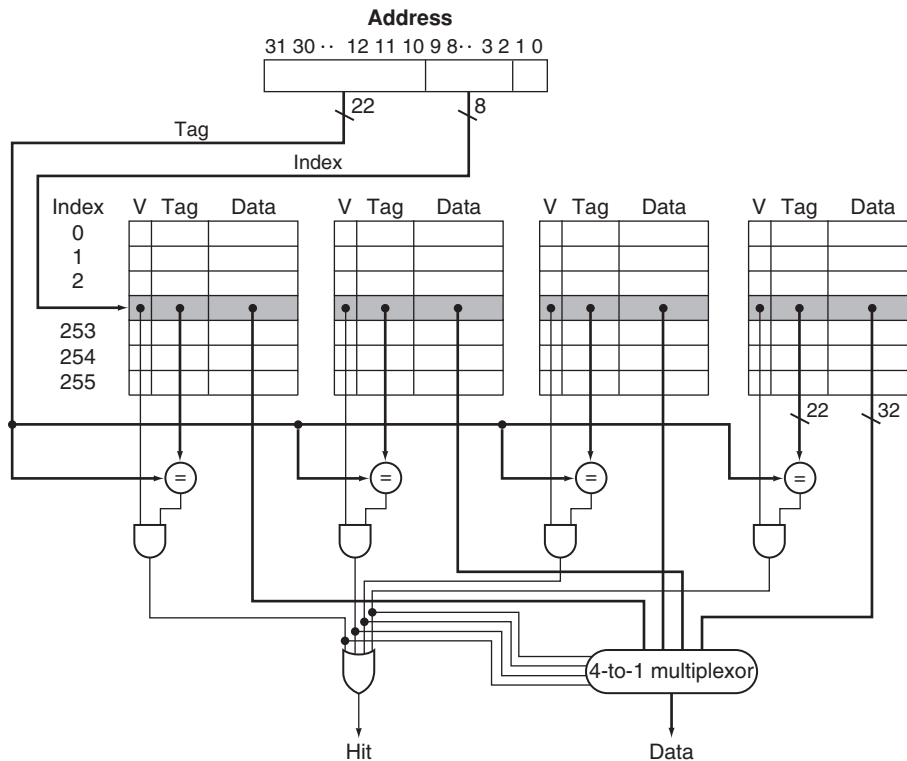 Address
31 30 ·· 12 11 10 9 8 ·· 3 2 1 0
22
8
Tag
Index
Index V Tag Data V Tag Data V Tag Data V Tag Data
0
1
2
253
254
255
22 32
= = = =
4-to-1 multiplexor
Hit Data